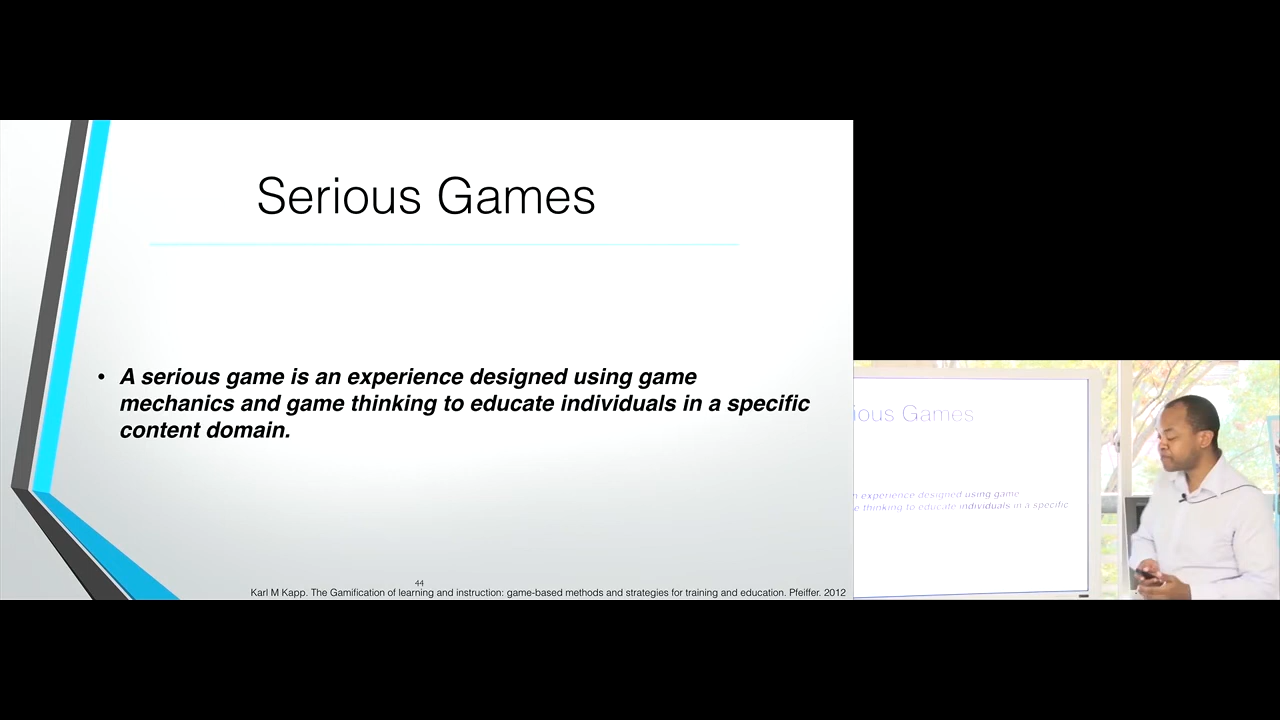 Serious Games
• A serious game is an experience designed using game
mechanics and game thinking to educate individuals in a specific
content domain.
44
Karl M Kapp. The Gamification of learning and instruction: game-based methods and strategies for training and education. Pfeiffer. 2012
ious Games
experience designed using game
thinking to educate individuals in a specific